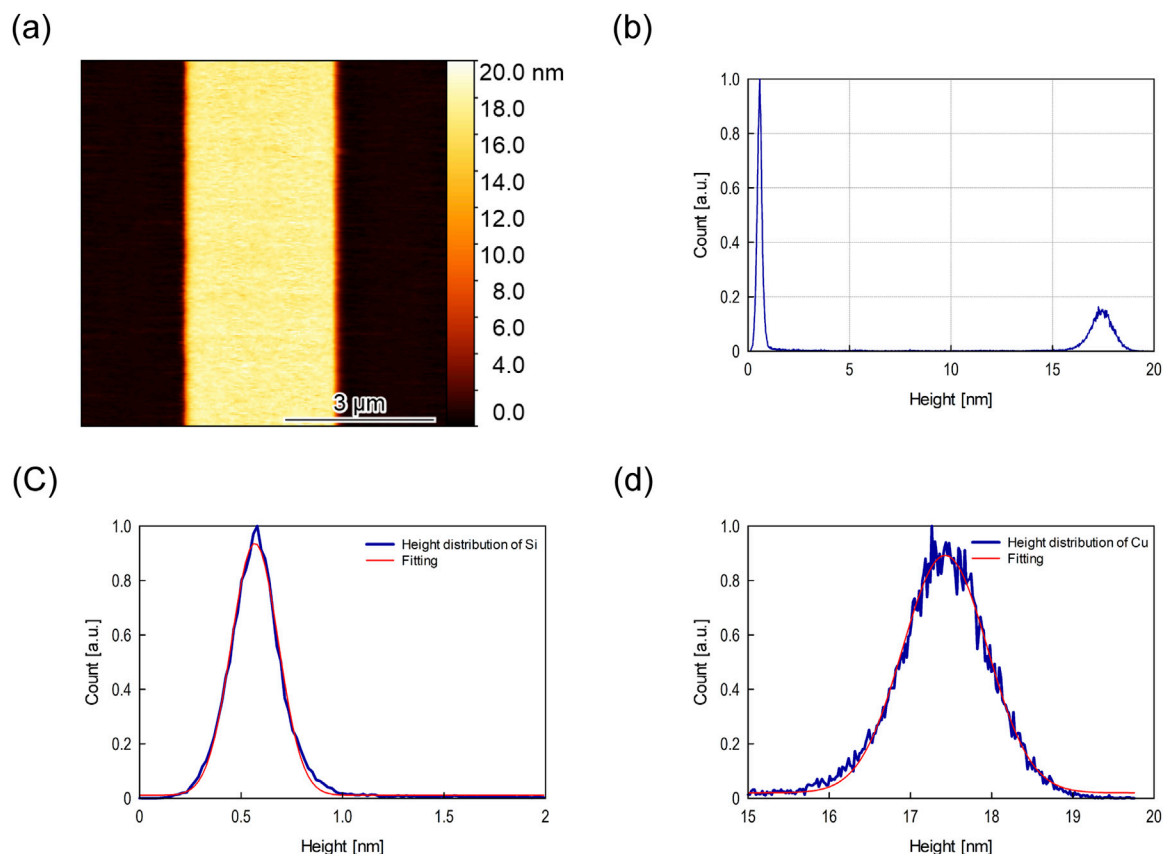 (a)
20.0 nm
18.0
16.0
14.0
12.0
10.0
8.0
6.0
4.0
2.0
0.0
3 μm
(b)
1.0
0.8
0.6
0.4
0.2
0
Count [a.u.]
0 5 10 15 20
Height [nm]
(C)
1.0
0.8
0.6
0.4
0.2
0
Count [a.u.]
Height distribution of Si
Fitting
0 0.5 1.0 1.5 2
Height [nm]
(d)
1.0
0.8
0.6
0.4
0.2
0
Count [a.u.]
Height distribution of Cu
Fitting
15 16 17 18 19 20
Height [nm]